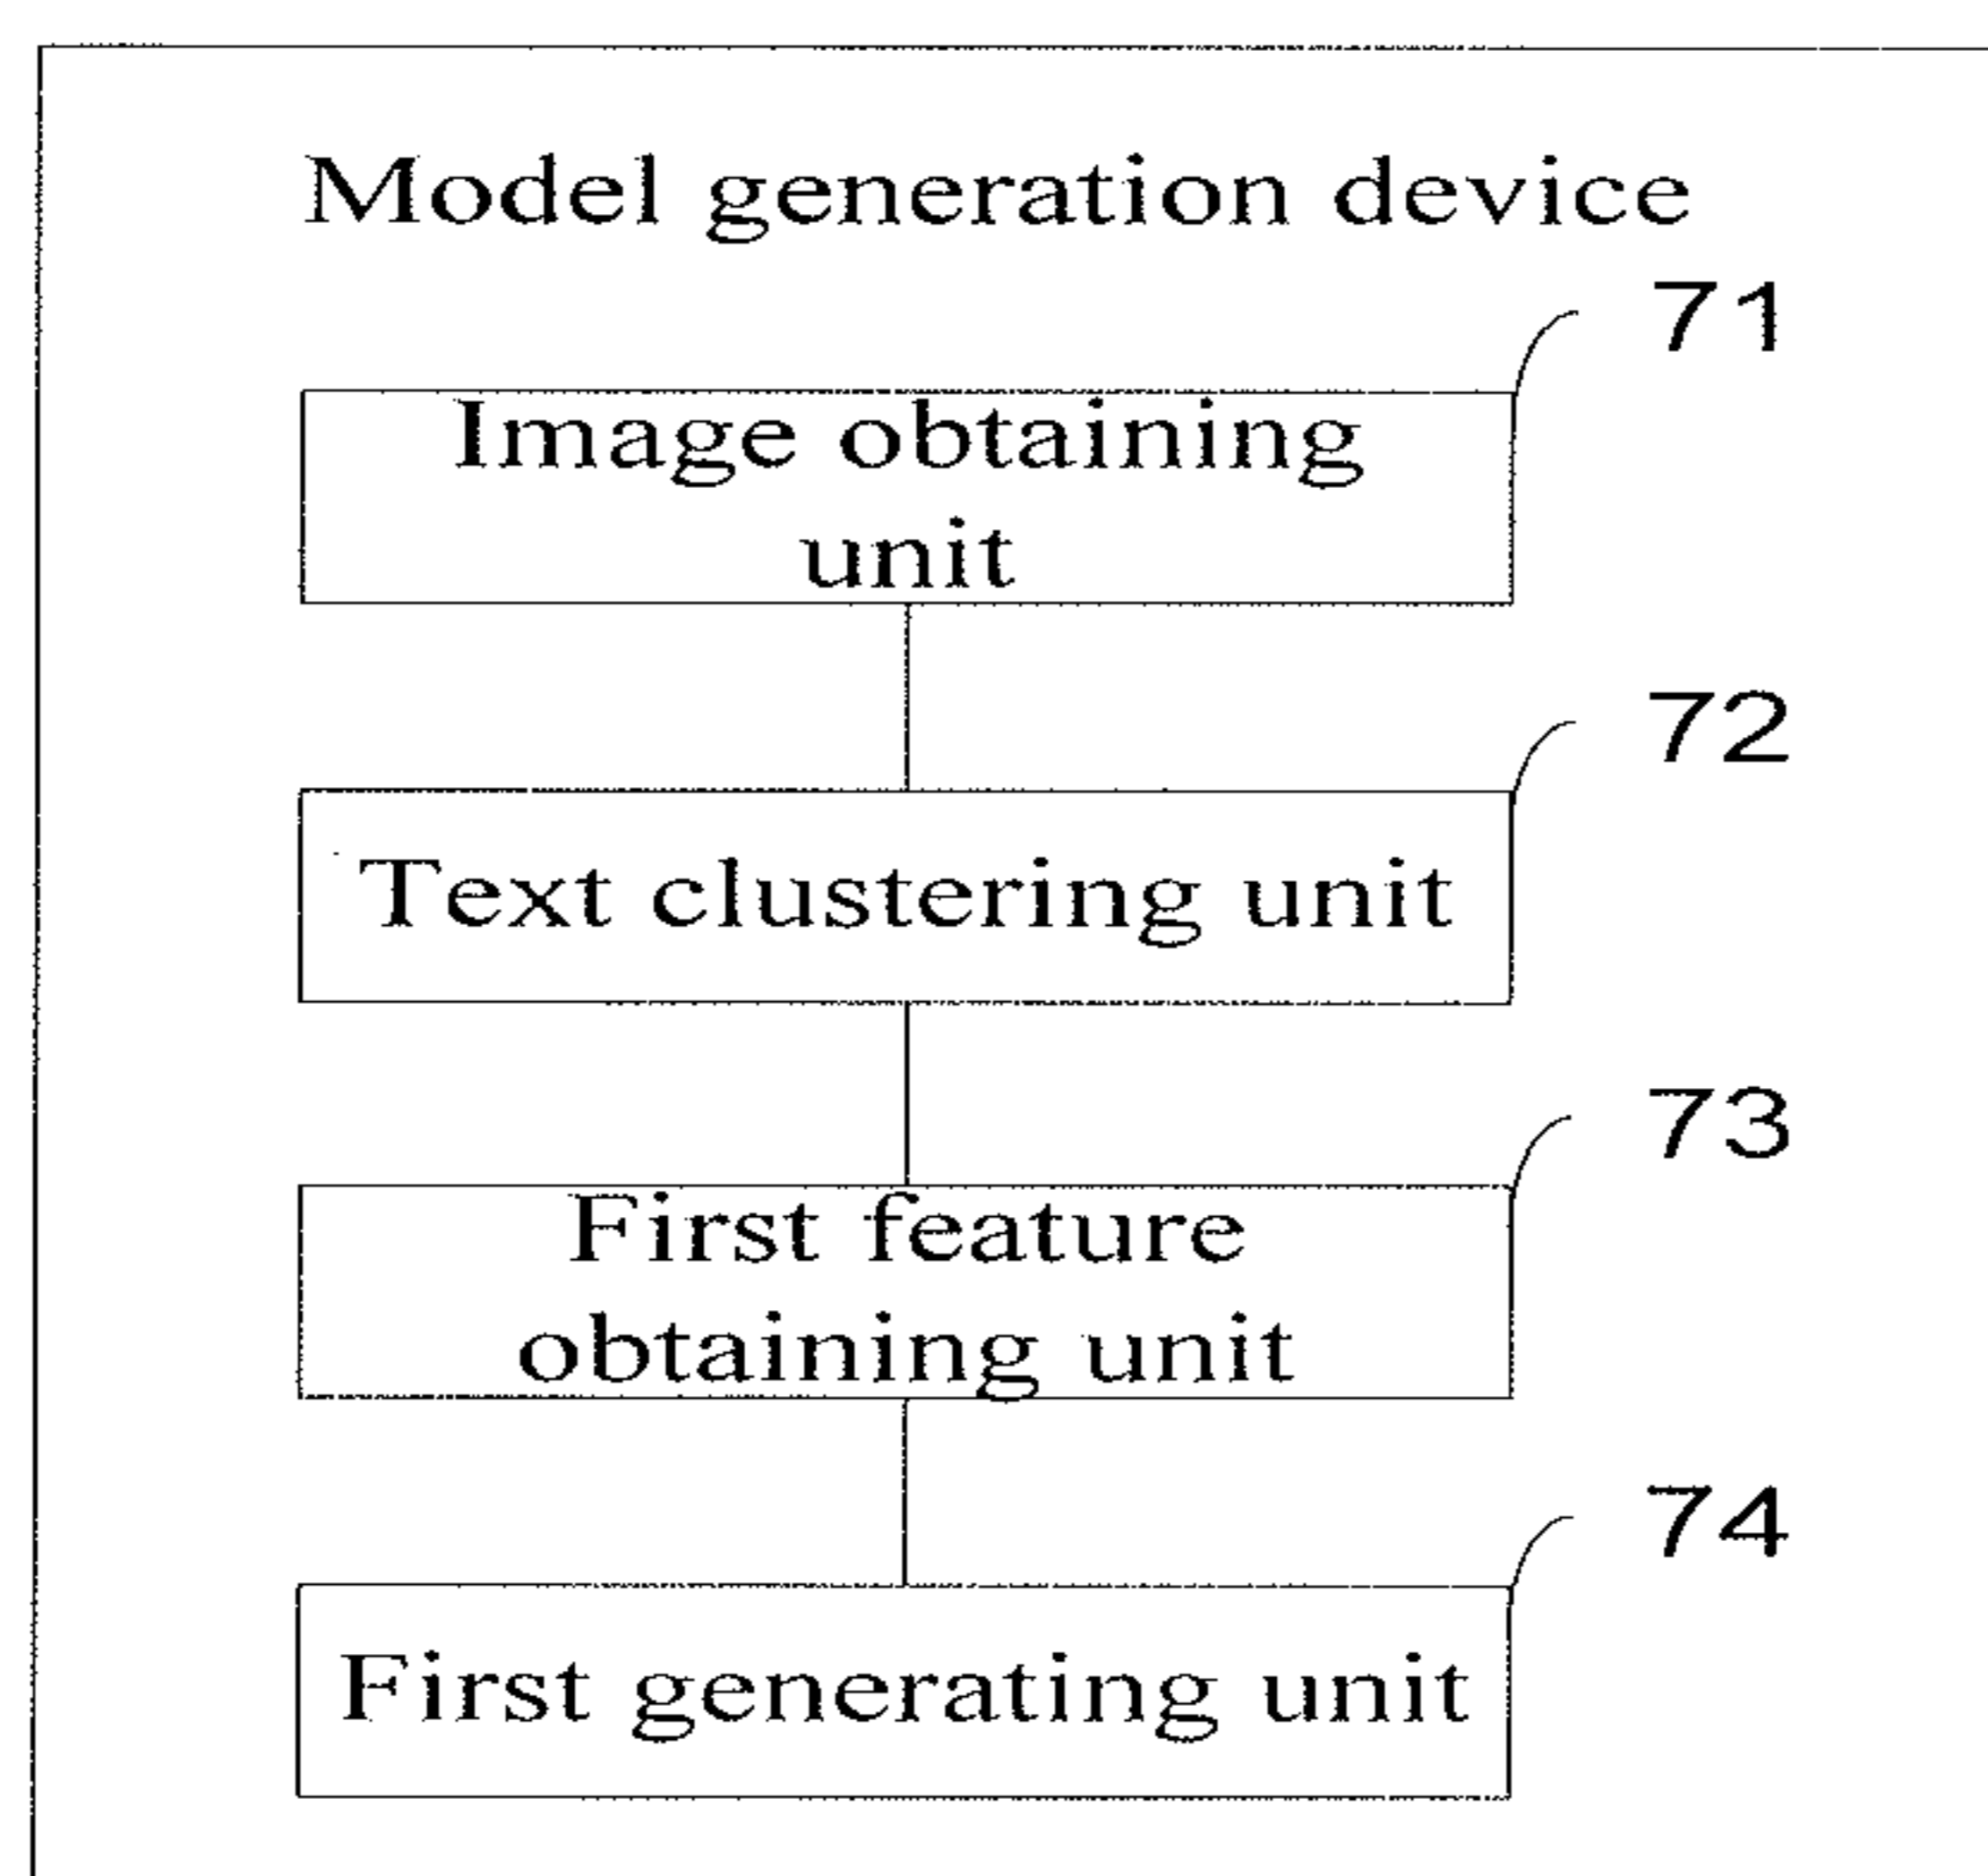 Model generation device
71
Image obtaining
unit
72
Text clustering unit
73
First feature
obtaining unit
74
First generating unit